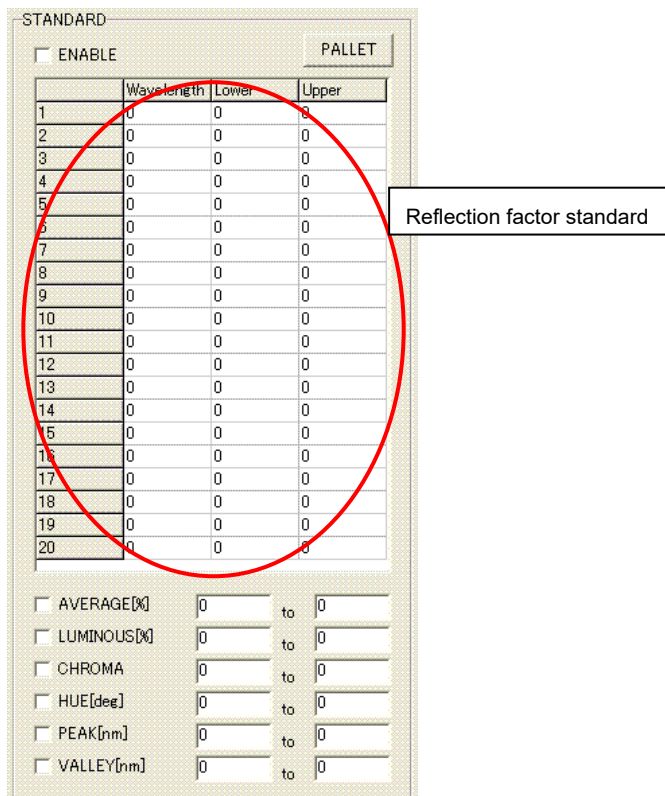 STANDARD
ENABLE PALLET
Wavelength Lower Upper
1 0 0 0
2 0 0 0
3 0 0 0
4 0 0 0
5 0 0 0
6 0 0 0
7 0 0 0
8 0 0 0
9 0 0 0
10 0 0 0
11 0 0 0
12 0 0 0
13 0 0 0
14 0 0 0
15 0 0 0
16 0 0 0
17 0 0 0
18 0 0 0
19 0 0 0
20 0 0 0
Reflection factor standard
AVERAGE[%] 0 to 0
LUMINOUS[%] 0 to 0
CHROMA 0 to 0
HUE[deg] 0 to 0
PEAK[nm] 0 to 0
VALLEY[nm] 0 to 0